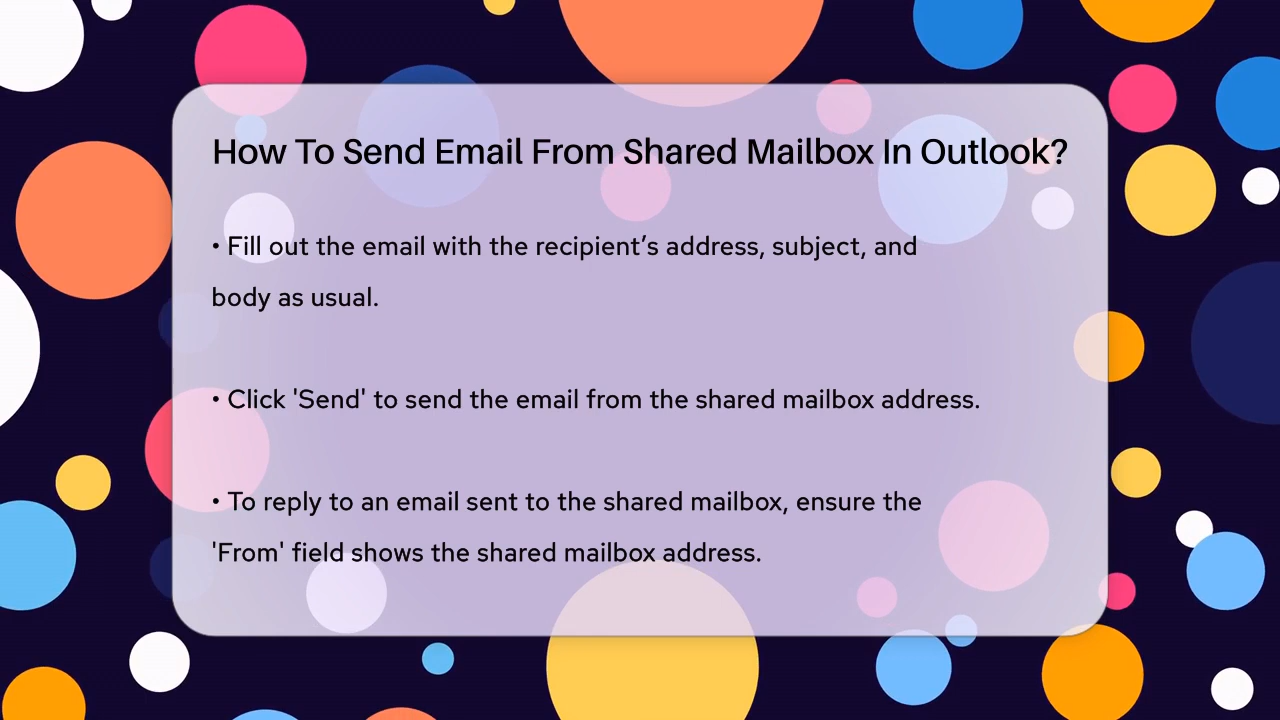 How To Send Email From Shared Mailbox In Outlook?
• Fill out the email with the recipient’s address, subject, and
body as usual.
• Click 'Send' to send the email from the shared mailbox address.
• To reply to an email sent to the shared mailbox, ensure the
'From' field shows the shared mailbox address.